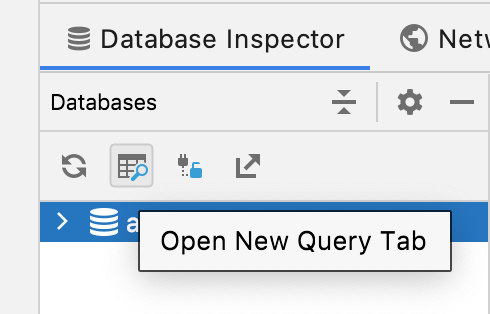 Database Inspector
Databases
Open New Query Tab